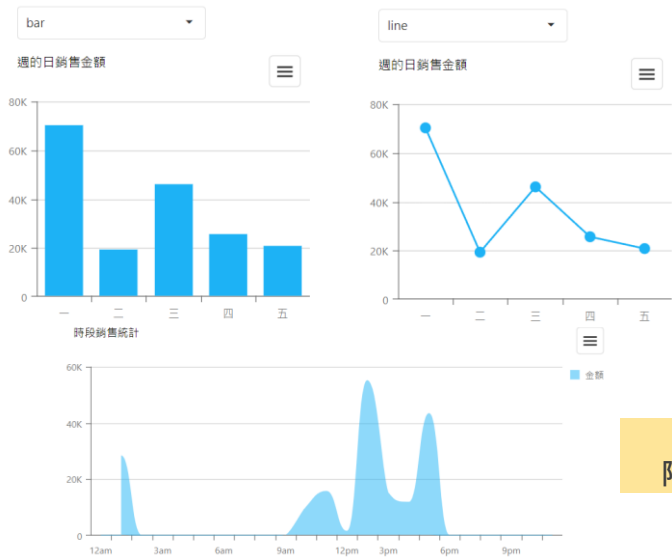 bar
週的日銷售金額
80K
60K
40K
20K
0
一 二 三 四 五
line
週的日銷售金額
80K
60K
40K
20K
0
一 二 三 四 五
時段銷售統計
金額
60K
40K
20K
0
12am 3am 6am 9am 12pm 3pm 6pm 9pm